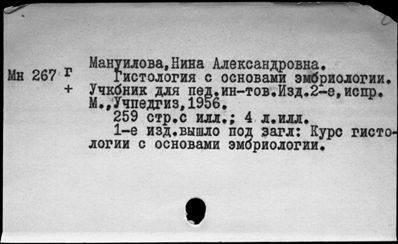 Мануилова,Нина Александровна.
Мн 267 г Гистология с основами эмбриологии.
+ Учкбник для пед.ин-тов.Изд.2-е,испр.
М.,Учпедгиз,1956.
259 стр.с илл.; 4 л.илл.
1-е изд.вышло под загл: Курс гисто-
логии с основами эмбриологии.